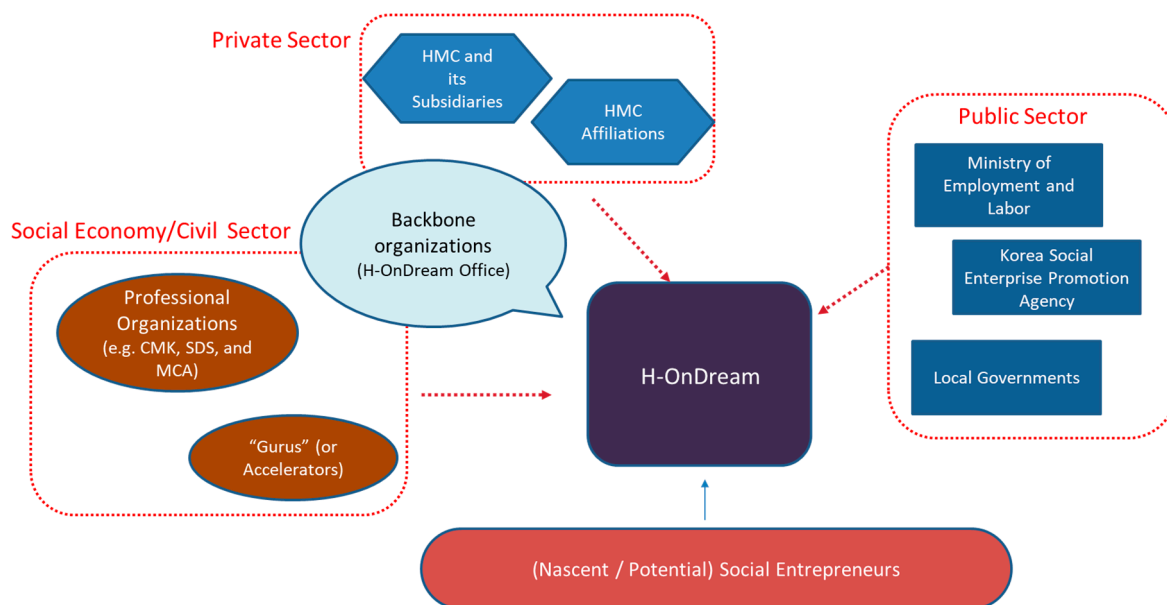 Private Sector
HMC and
its
Subsidiaries
HMC
Affiliations
Public Sector
Ministry of
Employment and
Labor
Korea Social
Enterprise Promotion
Agency
Local Governments
Social Economy/Civil Sector
Backbone
organizations
(H-OnDream Office)
Professional
Organizations
(e.g. CMK, SDS, and
MCA)
“Gurus” (or
Accelerators)
H-OnDream
(Nascent / Potential) Social Entrepreneurs